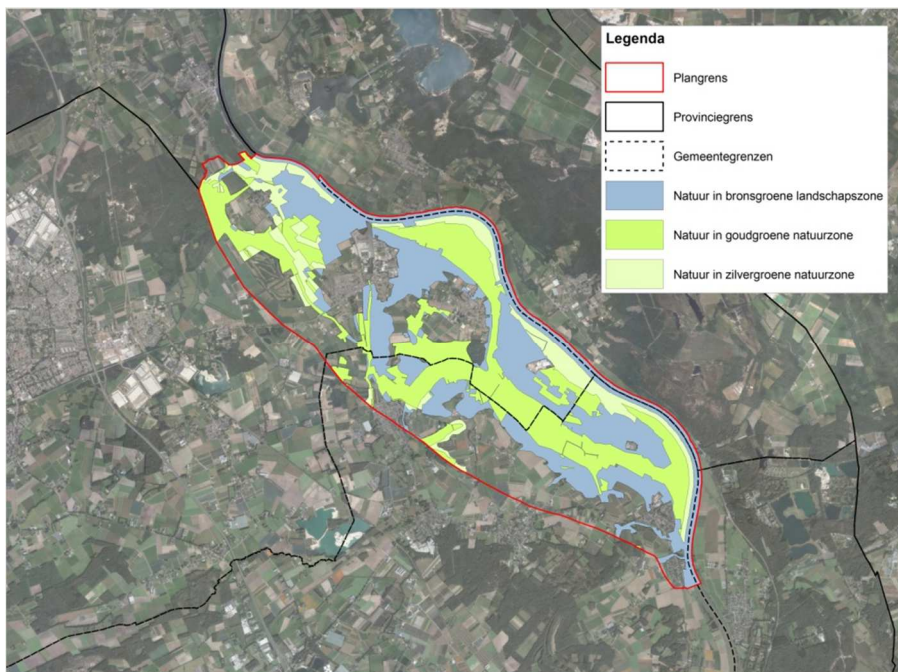 Legenda
Plangrens
Provinciegrens
Gemeentegrenzen
Natuur in bronsgroene landschapszone
Natuur in goudgroene natuurzone
Natuur in zilvergroene natuurzone